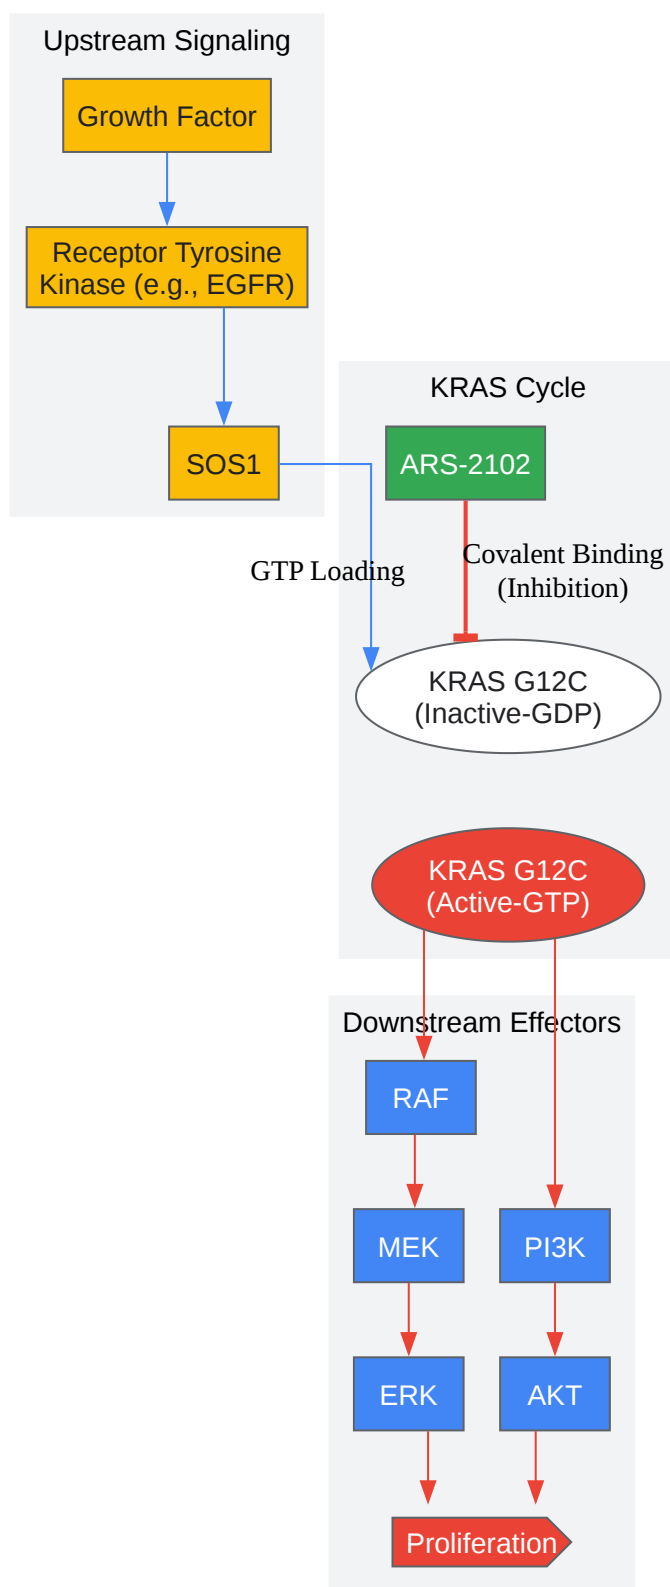 Upstream Signaling
Growth Factor
Receptor Tyrosine
Kinase (e.g., EGFR)
SOS1
KRAS Cycle
ARS-2102
GTP Loading
Covalent Binding
(Inhibition)
KRAS G12C
(Inactive-GDP)
KRAS G12C
(Active-GTP)
Downstream Effectors
RAF
MEK
PI3K
ERK
AKT
Proliferation